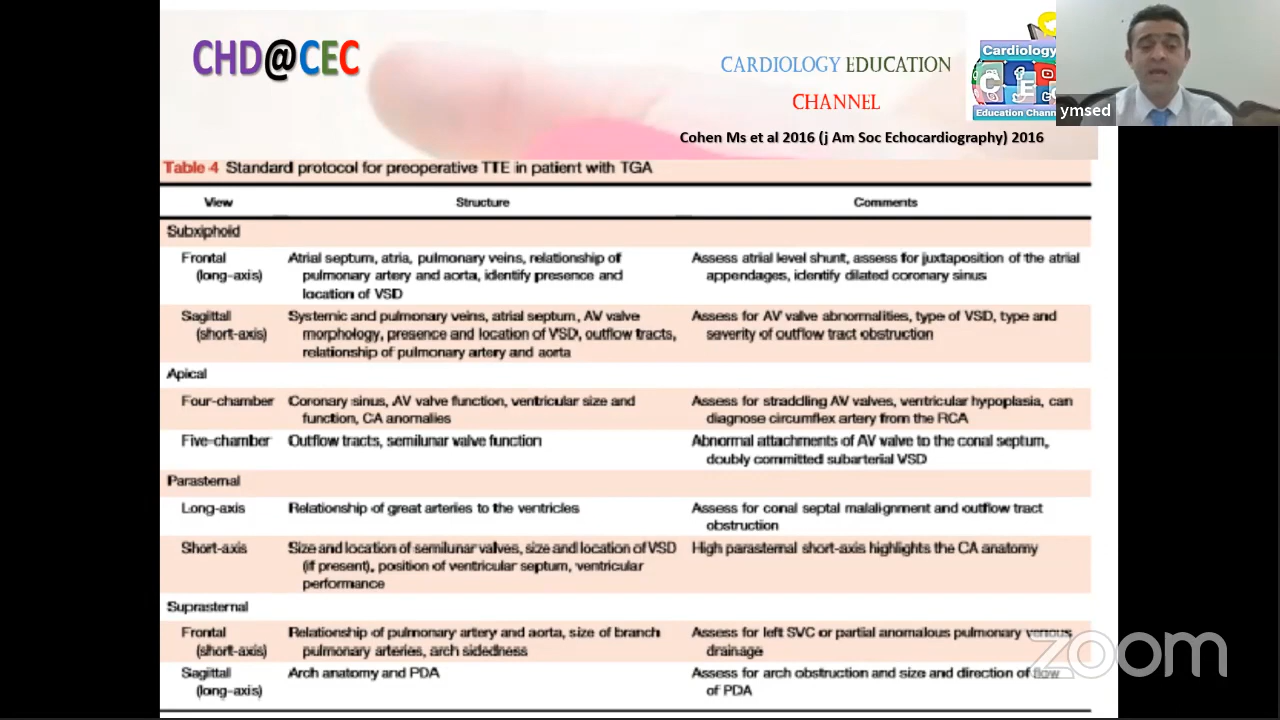 CHD@CEC
CARDIOLOGY EDUCATION
CHANNEL
Cardiology
Education Chann
ymsed
Cohen Ms et al 2016 (j Am Soc Echocardiography) 2016
Table 4 Standard protocol for preoperative TTE in patient with TGA
View Structure Comments
Subxiphoid
Frontal Atrial septum, atria, pulmonary veins, relationship of Assess atrial level shunt, assess for juxtaposition of the atrial
(long-axis) pulmonary artery and aorta, identify presence and appendages, identify dilated coronary sinus
location of VSD
Sagittal Systemic and pulmonary veins, atrial septum, AV valve Assess for AV valve abnormalities, type of VSD, type and
(short-axis) morphology, presence and location of VSD, outflow tracts, severity of outflow tract obstruction
relationship of pulmonary artery and aorta
Apical
Four-chamber Coronary sinus, AV valve function, ventricular size and Assess for straddling AV valves, ventricular hypoplasia, can
function, CA anomalies diagnose circumflex artery from the RCA
Five-chamber Outflow tracts, semilunar valve function Abnormal attachments of AV valve to the conal septum,
doubly committed subarterial VSD
Parasternal
Long-axis Relationship of great arteries to the ventricles Assess for conal septal malalignment and outflow tract
obstruction
Short-axis Size and location of semilunar valves, size and location of VSD High parasternal short-axis highlights the CA anatomy
(if present), position of ventricular septum, ventricular
performance
Suprasternal
Frontal Relationship of pulmonary artery and aorta, size of branch Assess for left SVC or partial anomalous pulmonary venous
(short-axis) pulmonary arteries, arch sidedness drainage
Sagittal Arch anatomy and PDA Assess for arch obstruction and size and direction of flow
(long-axis) of PDA
zoom